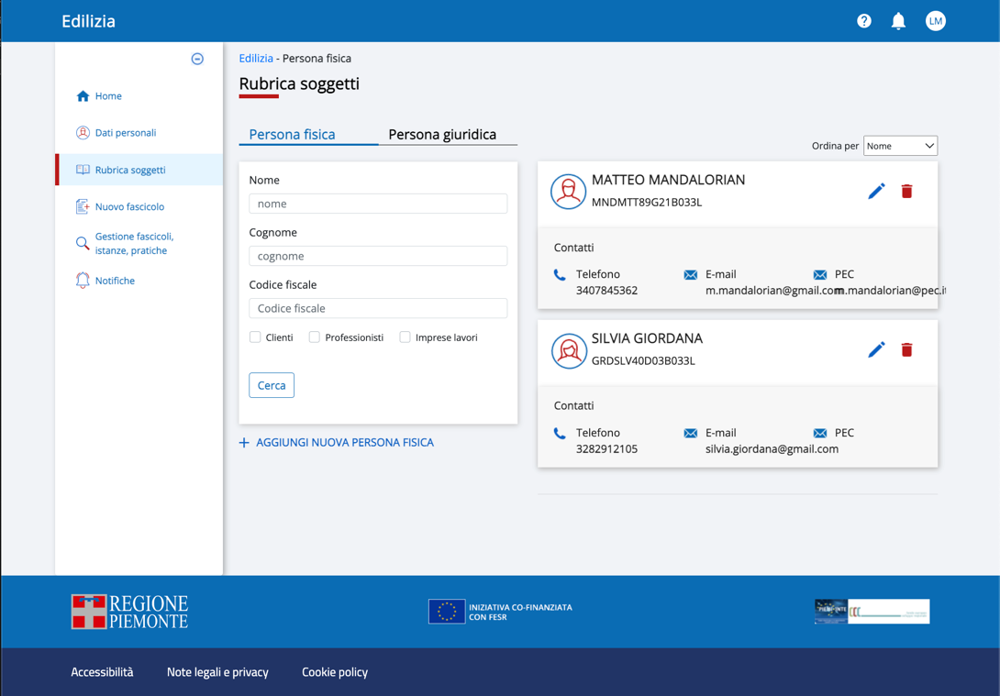 Edilizia
LM
Home
Dati personali
Rubrica soggetti
Nuovo fascicolo
Gestione fascicoli,
istanze, pratiche
Notifiche
Edilizia - Persona fisica
Rubrica soggetti
Persona fisica
Persona giuridica
Nome
nome
Cognome
cognome
Codice fiscale
Codice fiscale
Clienti
Professionisti
Imprese lavori
Cerca
+ AGGIUNGI NUOVA PERSONA FISICA
Ordina per
Nome
MATTEO MANDALORIAN
MNDMTT89G21B033L
Contatti
Telefono
3407845362
E-mail
m.mandalorian@gmail.com
PEC
m.mandalorian@pec.it
SILVIA GIORDANA
GRDSLV40D03B033L
Contatti
Telefono
3282912105
E-mail
silvia.giordana@gmail.com
PEC
REGIONE
PIEMONTE
INIZIATIVA CO-FINANZIATA
CON FESR
Accessibilità
Note legali e privacy
Cookie policy